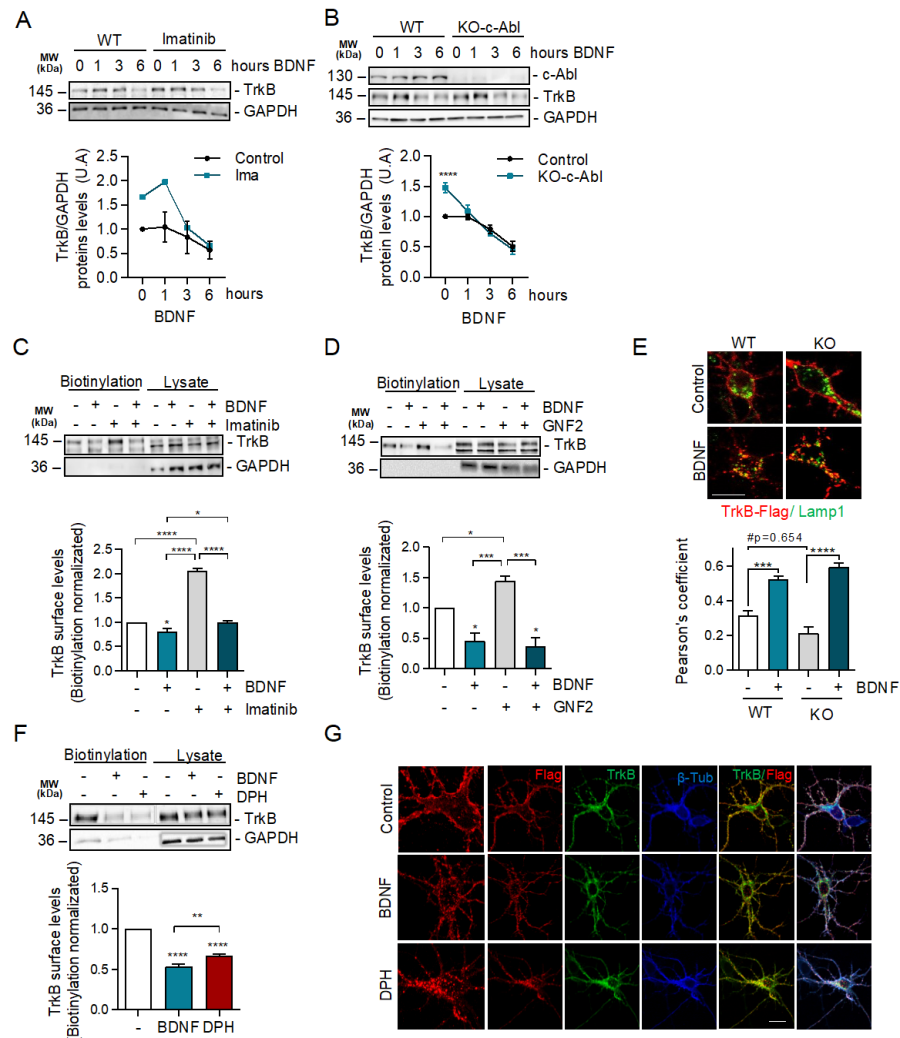 A
WT Imatinib
MW
(kDa)
0 1 3 6 0 1 3 6 hours BDNF
145 - TrkB
36 - GAPDH
TrkB/GAPDH
proteins levels (U.A)
2.5
2.0
1.5
1.0
0.5
0.0
Control
Ima
0 1 3 6 hours
BDNF
B
WT KO-c-Abl
MW
(kDa)
0 1 3 6 0 1 3 6 hours BDNF
130 - c-Abl
145 - TrkB
36 - GAPDH
TrkB/GAPDH
protein levels (U.A)
2.0
1.5
1.0
0.5
0.0
****
Control
KO-c-Abl
0 1 3 6 hours
BDNF
C
Biotinylation Lysate
MW
(kDa)
- + - + - + - + BDNF
- - + + - - + + Imatinib
145 - TrkB
36 - GAPDH
TrkB surface levels
(Biotinylation normalizated)
2.5
2.0
1.5
1.0
0.5
0.0
*
****
**** ****
*
- + - + BDNF
- - + + Imatinib
D
Biotinylation Lysate
MW
(kDa)
- + - + - + - + BDNF
- - + + - - + + GNF2
145 - TrkB
36 - GAPDH
TrkB surface levels
(Biotinylation normalizated)
2.0
1.5
1.0
0.5
0.0
*
*** ***
* *
- + - + BDNF
- - + + GNF2
E
WT KO
Control
BDNF
TrkB-Flag/ Lamp1
Pearson's coefficient
0.6
0.4
0.2
0.0
#p=0.654
*** ****
- + - + BDNF
WT KO
F
Biotinylation Lysate
MW
(kDa)
- + - + BDNF
- + - + DPH
145 - TrkB
36 - GAPDH
TrkB surface levels
(Biotinylation normalizated)
1.5
1.0
0.5
0.0
**
**** ****
- BDNF DPH
G
Flag TrkB β-Tub TrkB/Flag
Control
BDNF
DPH